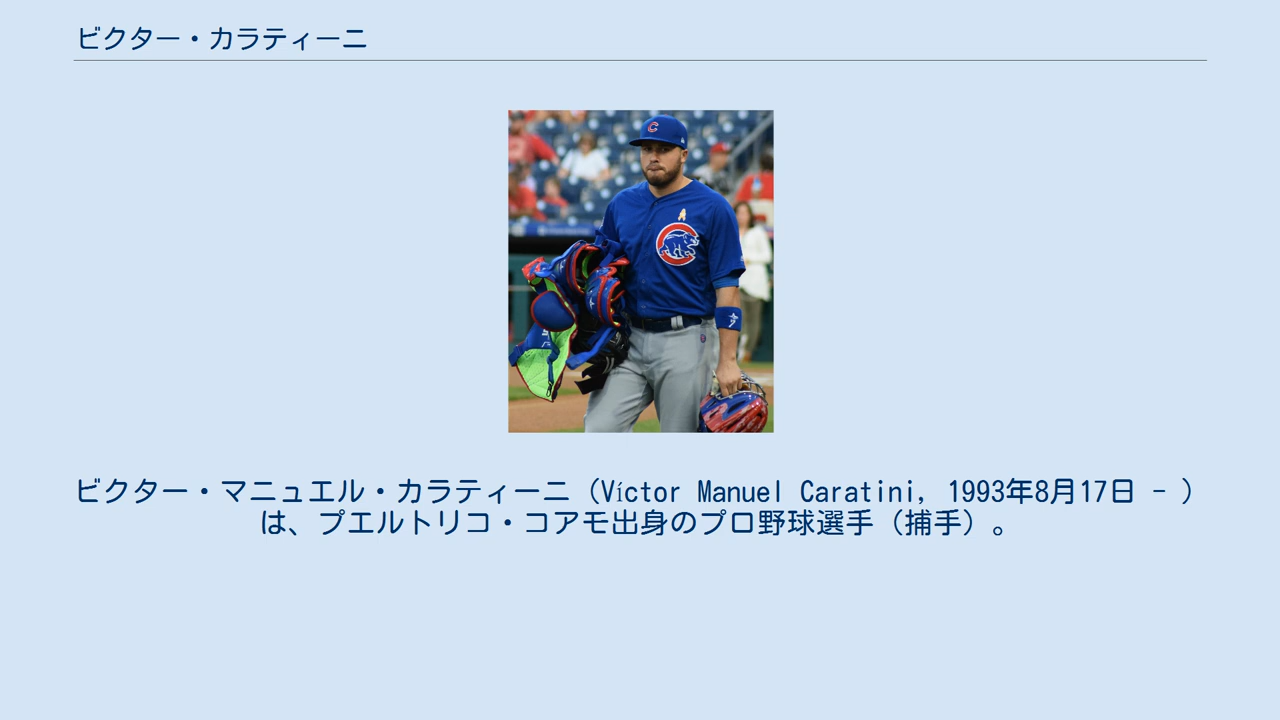 ビクター・カラティーニ
C
ビクター・マニュエル・カラティーニ（Víctor Manuel Caratini, 1993年8月17日 - ）
は、プエルトリコ・コアモ出身のプロ野球選手（捕手）。